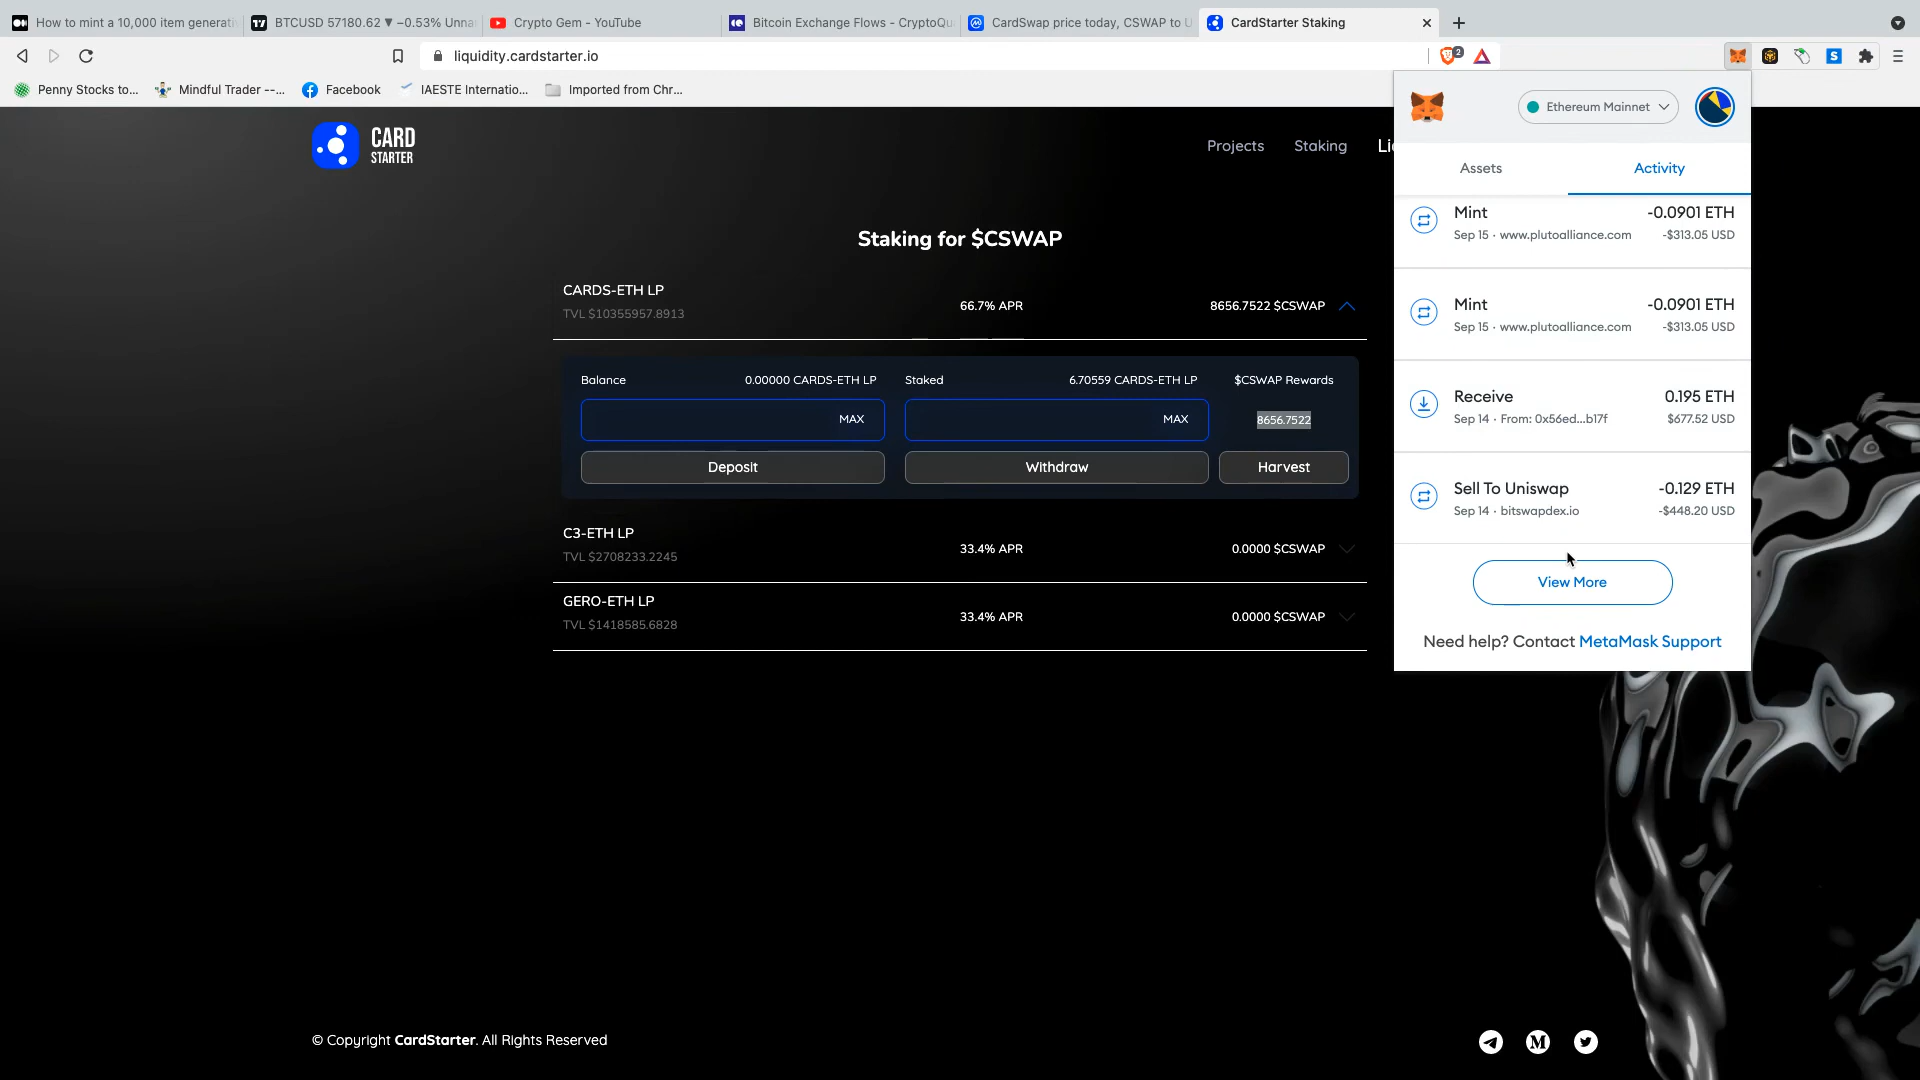 How to mint a 10,000 item generati
BTCUSD 57180.62 ▼ −0.53% Unna
Crypto Gem - YouTube
Bitcoin Exchange Flows - CryptoQu
CardSwap price today, CSWAP to U
CardStarter Staking
liquidity.cardstarter.io
2
Penny Stocks to...
Mindful Trader --...
Facebook
IAESTE Internatio...
Imported from Chr...
CARD
STARTER
Projects
Staking
Li
Ethereum Mainnet
Assets
Activity
Mint
-0.0901 ETH
Sep 15 · www.plutoalliance.com
-$313.05 USD
Mint
-0.0901 ETH
Sep 15 · www.plutoalliance.com
-$313.05 USD
Receive
0.195 ETH
Sep 14 · From: 0x56ed...b17f
$677.52 USD
Sell To Uniswap
-0.129 ETH
Sep 14 · bitswapdex.io
-$448.20 USD
View More
Need help? Contact MetaMask Support
Staking for $CSWAP
CARDS-ETH LP
TVL $10355957.8913
66.7% APR
8656.7522 $CSWAP
Balance
0.00000 CARDS-ETH LP
Staked
6.70559 CARDS-ETH LP
$CSWAP Rewards
MAX
MAX
8656.7522
Deposit
Withdraw
Harvest
C3-ETH LP
TVL $2708233.2245
33.4% APR
0.0000 $CSWAP
GERO-ETH LP
TVL $1418585.6828
33.4% APR
0.0000 $CSWAP
© Copyright CardStarter. All Rights Reserved